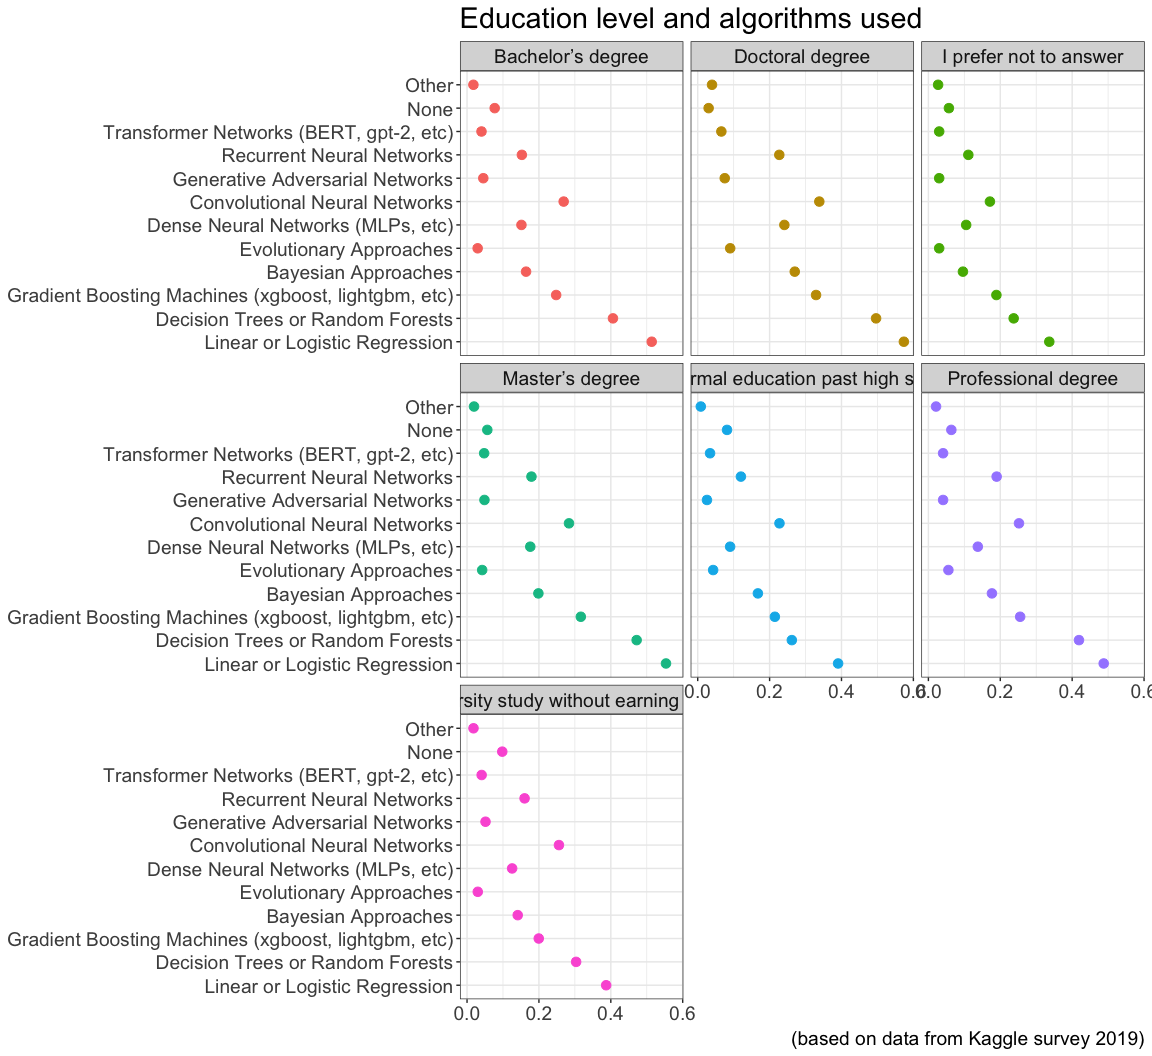 Education level and algorithms used
Bachelor’s degree
Doctoral degree
I prefer not to answer
Other
None
Transformer Networks (BERT, gpt-2, etc)
Recurrent Neural Networks
Generative Adversarial Networks
Convolutional Neural Networks
Dense Neural Networks (MLPs, etc)
Evolutionary Approaches
Bayesian Approaches
Gradient Boosting Machines (xgboost, lightgbm, etc)
Decision Trees or Random Forests
Linear or Logistic Regression
Master’s degree
rmal education past high s
Professional degree
Other
None
Transformer Networks (BERT, gpt-2, etc)
Recurrent Neural Networks
Generative Adversarial Networks
Convolutional Neural Networks
Dense Neural Networks (MLPs, etc)
Evolutionary Approaches
Bayesian Approaches
Gradient Boosting Machines (xgboost, lightgbm, etc)
Decision Trees or Random Forests
Linear or Logistic Regression
0.0 0.2 0.4 0.6
0.0 0.2 0.4 0.6
rsity study without earning
Other
None
Transformer Networks (BERT, gpt-2, etc)
Recurrent Neural Networks
Generative Adversarial Networks
Convolutional Neural Networks
Dense Neural Networks (MLPs, etc)
Evolutionary Approaches
Bayesian Approaches
Gradient Boosting Machines (xgboost, lightgbm, etc)
Decision Trees or Random Forests
Linear or Logistic Regression
0.0 0.2 0.4 0.6
(based on data from Kaggle survey 2019)